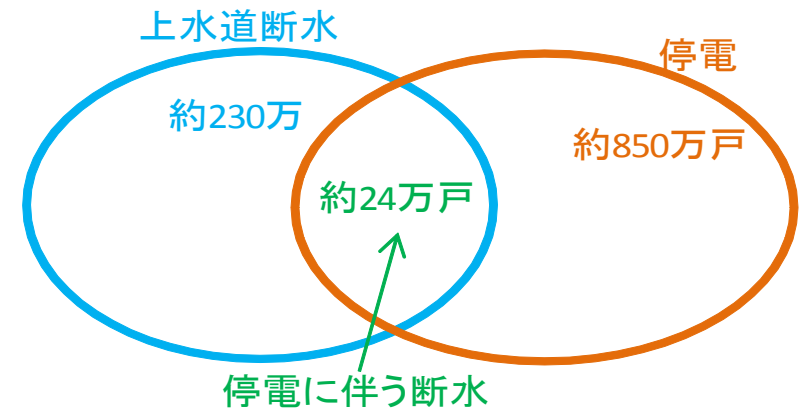 上水道断水
停電
約230万
約850万戸
約24万戸
停電に伴う断水